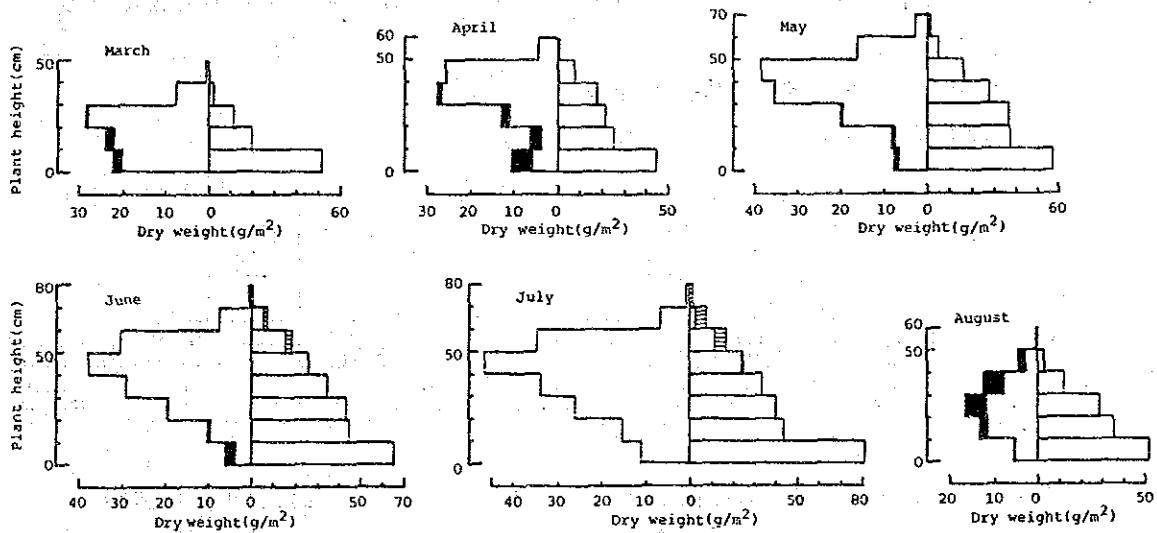 March
50
0
Plant height(cm)
30 20 10 0 60
Dry weight(g/m²)
April
60
50
0
30 20 10 0 50
Dry weight(g/m²)
May
70
50
0
40 30 20 10 0 60
Dry weight(g/m²)
June
80
50
0
Plant height(cm)
40 30 20 10 0 50 70
Dry weight(g/m²)
July
80
50
0
40 30 20 10 0 50 80
Dry weight(g/m²)
August
60
50
0
20 10 0 50
Dry weight(g/m²)